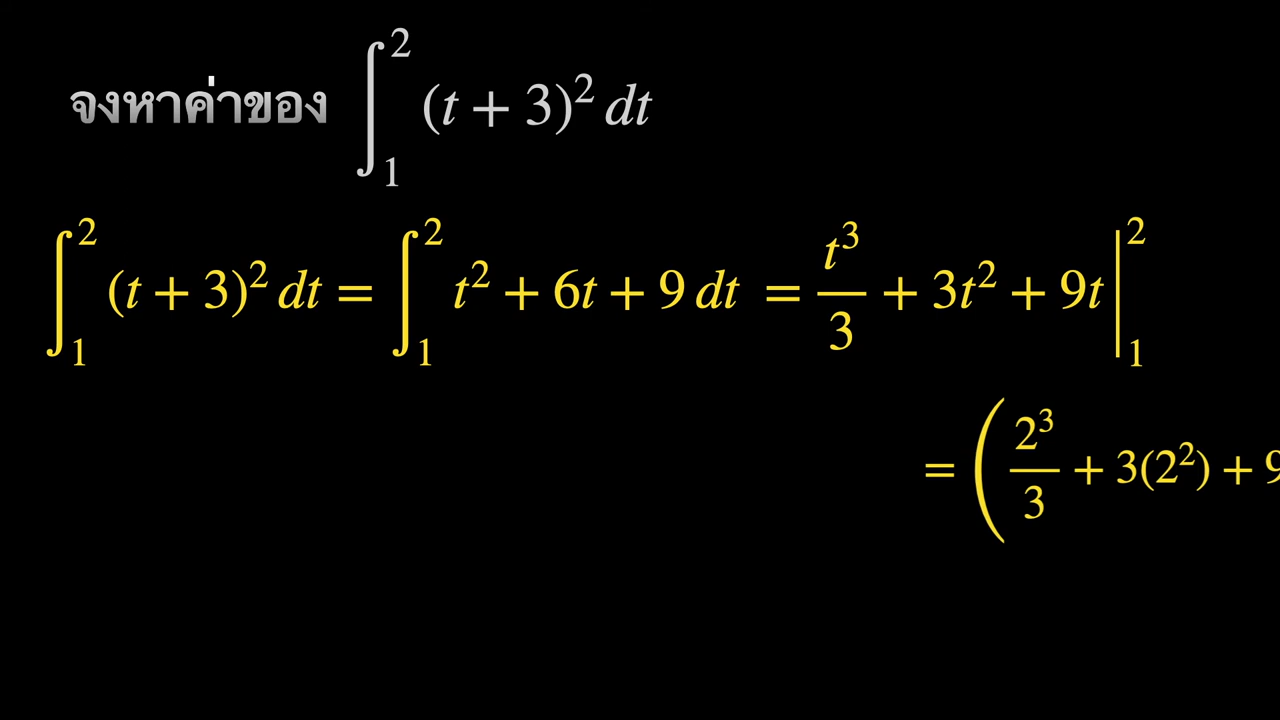 จงหาค่าของ ∫₁² (t + 3)² dt
∫₁² (t + 3)² dt = ∫₁² t² + 6t + 9 dt = t³/3 + 3t² + 9t |₁²
= (2³/3 + 3(2²) + 9